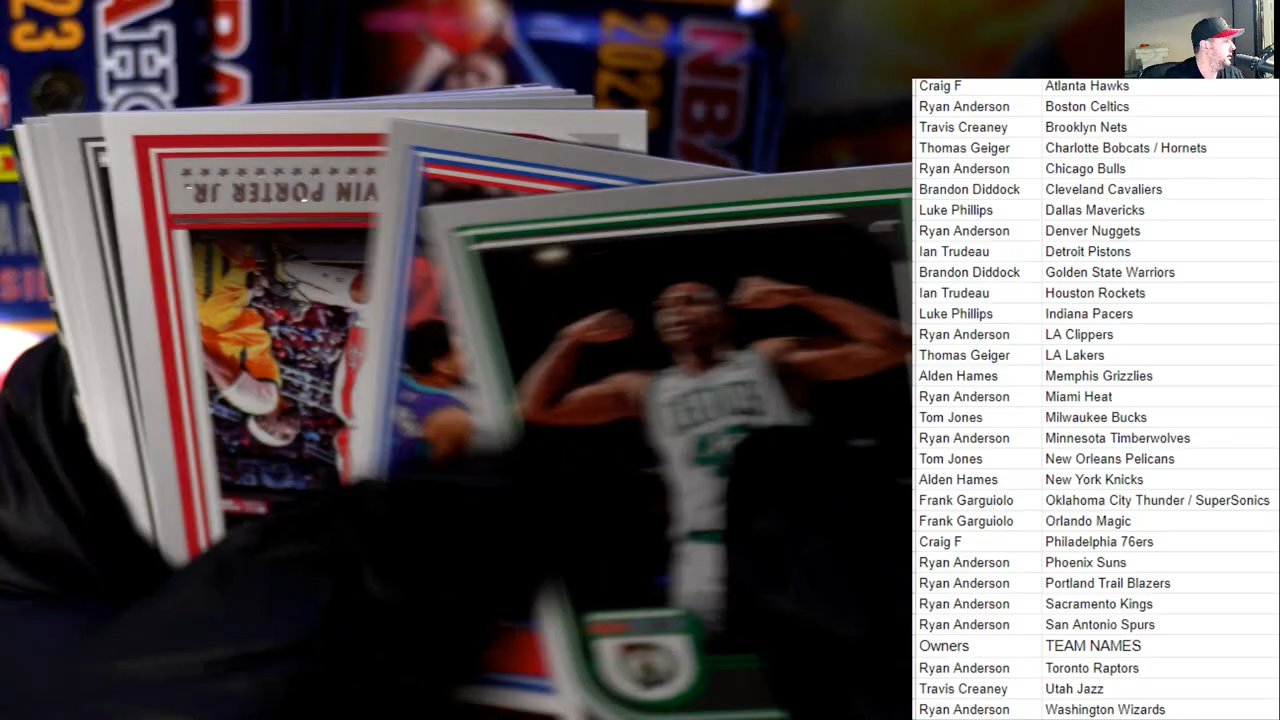 23
NBA
2023
NBA
VIN PORTER JR.
CELTICS
Craig F Atlanta Hawks
Ryan Anderson Boston Celtics
Travis Creaney Brooklyn Nets
Thomas Geiger Charlotte Bobcats / Hornets
Ryan Anderson Chicago Bulls
Brandon Diddock Cleveland Cavaliers
Luke Phillips Dallas Mavericks
Ryan Anderson Denver Nuggets
Ian Trudeau Detroit Pistons
Brandon Diddock Golden State Warriors
Ian Trudeau Houston Rockets
Luke Phillips Indiana Pacers
Ryan Anderson LA Clippers
Thomas Geiger LA Lakers
Alden Hames Memphis Grizzlies
Ryan Anderson Miami Heat
Tom Jones Milwaukee Bucks
Ryan Anderson Minnesota Timberwolves
Tom Jones New Orleans Pelicans
Alden Hames New York Knicks
Frank Garguiolo Oklahoma City Thunder / SuperSonics
Frank Garguiolo Orlando Magic
Craig F Philadelphia 76ers
Ryan Anderson Phoenix Suns
Ryan Anderson Portland Trail Blazers
Ryan Anderson Sacramento Kings
Ryan Anderson San Antonio Spurs
Owners TEAM NAMES
Ryan Anderson Toronto Raptors
Travis Creaney Utah Jazz
Ryan Anderson Washington Wizards